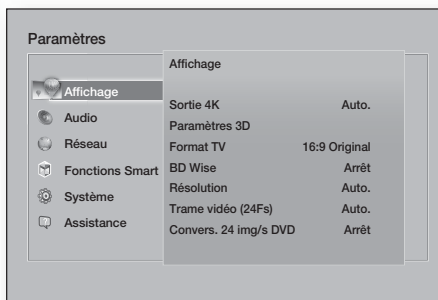 Paramètres
Affichage
Audio
Réseau
Fonctions Smart
Système
Assistance
Affichage
Sortie 4K Auto.
Paramètres 3D
Format TV 16:9 Original
BD Wise Arrêt
Résolution Auto.
Trame vidéo (24Fs) Auto.
Convers. 24 img/s DVD Arrêt